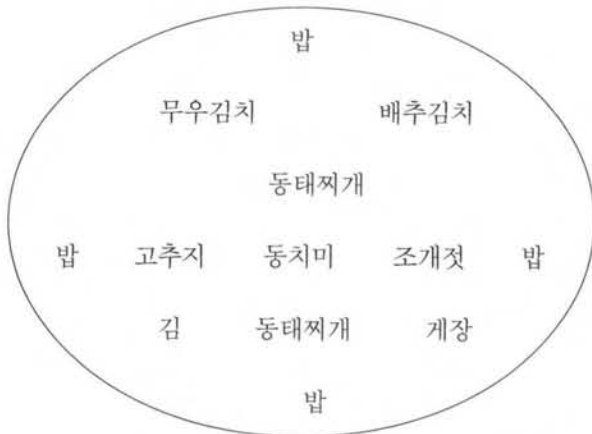 밥
무우김치 배추김치
동태찌개
밥 고추지 동치미 조개젓 밥
김 동태찌개 게장
밥